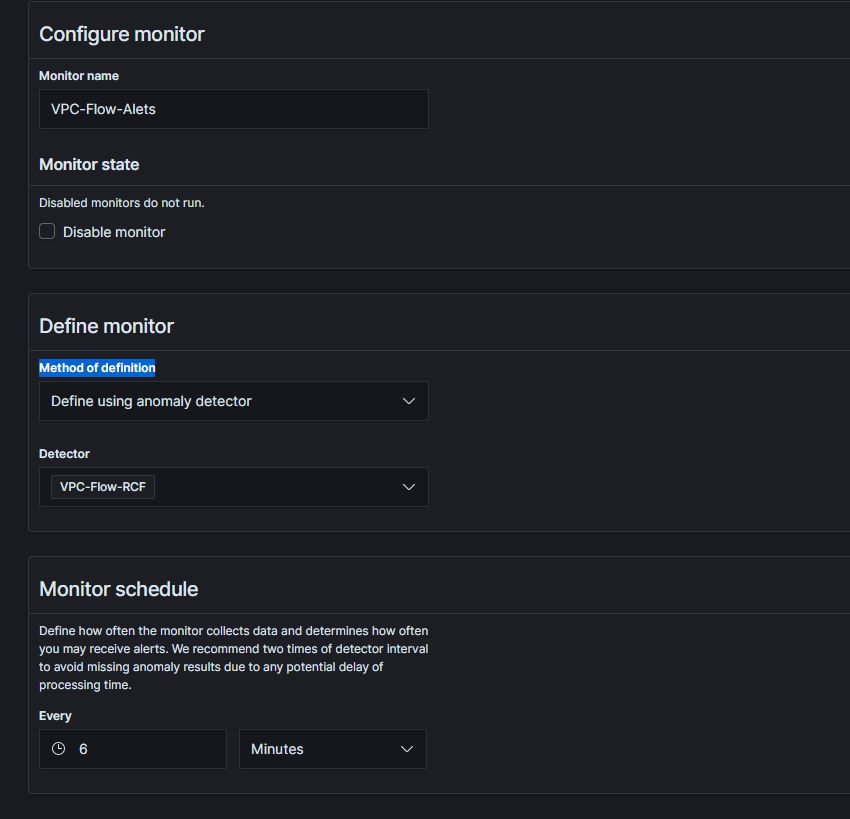 Configure monitor
Monitor name
VPC-Flow-Alets
Monitor state
Disabled monitors do not run.
Disable monitor
Define monitor
Method of definition
Define using anomaly detector
Detector
VPC-Flow-RCF
Monitor schedule
Define how often the monitor collects data and determines how often
you may receive alerts. We recommend two times of detector interval
to avoid missing anomaly results due to any potential delay of
processing time.
Every
6 Minutes